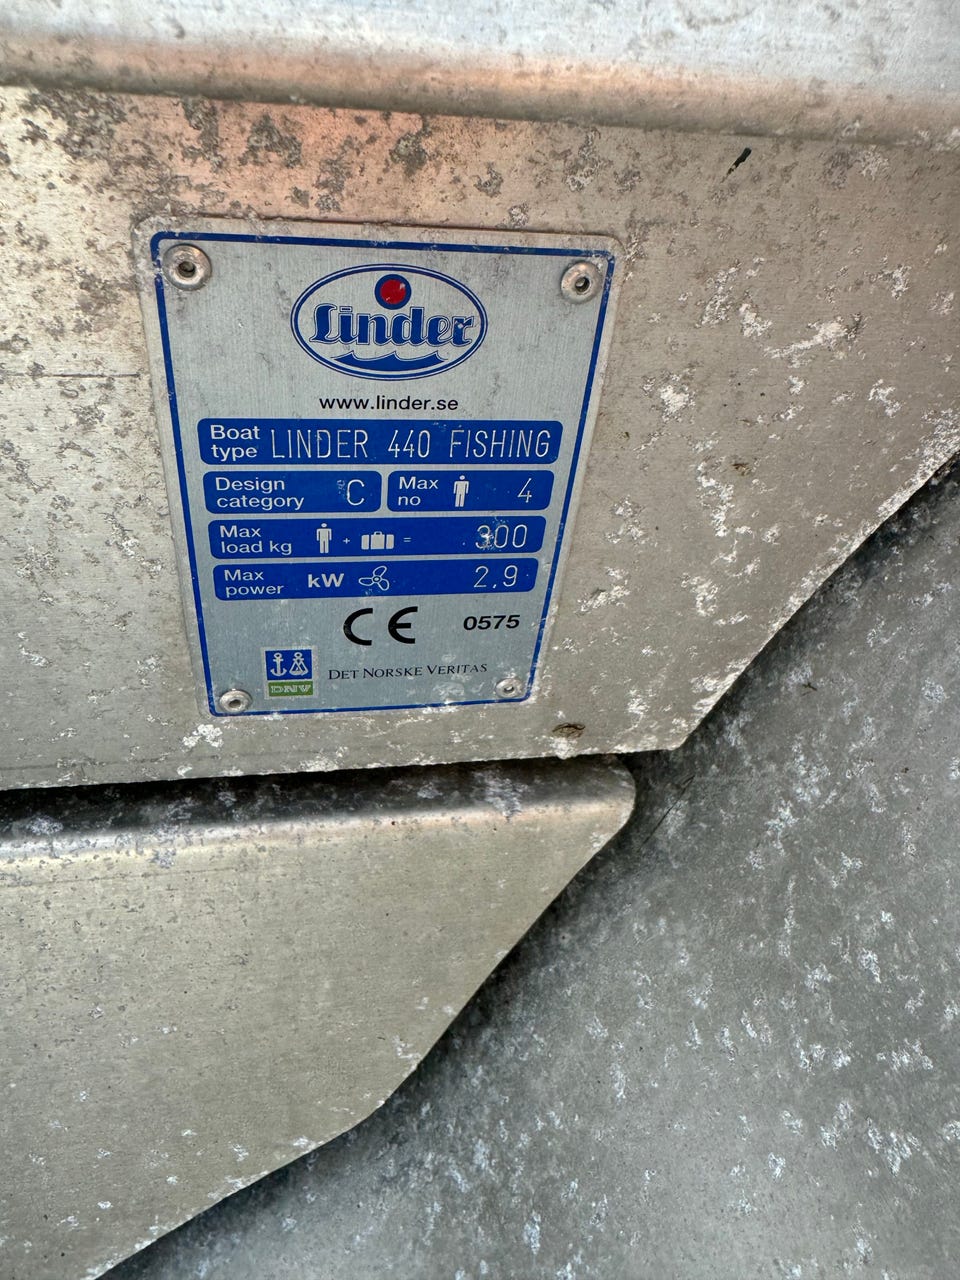 Linder
www.linder.se
Boat type LINDER 440 FISHING
Design category C Max no 4
Max load kg + = 300
Max power kW 2.9
CE 0575
DNV DET NORSKE VERITAS